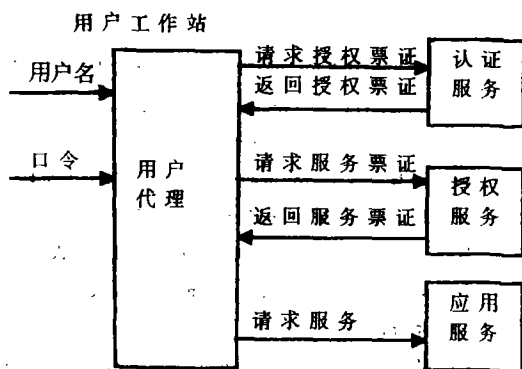 用户工作站
用户名
口令
用户
代理
请求授权票证
返回授权票证
请求服务票证
返回服务票证
请求服务
认证
服务
授权
服务
应用
服务